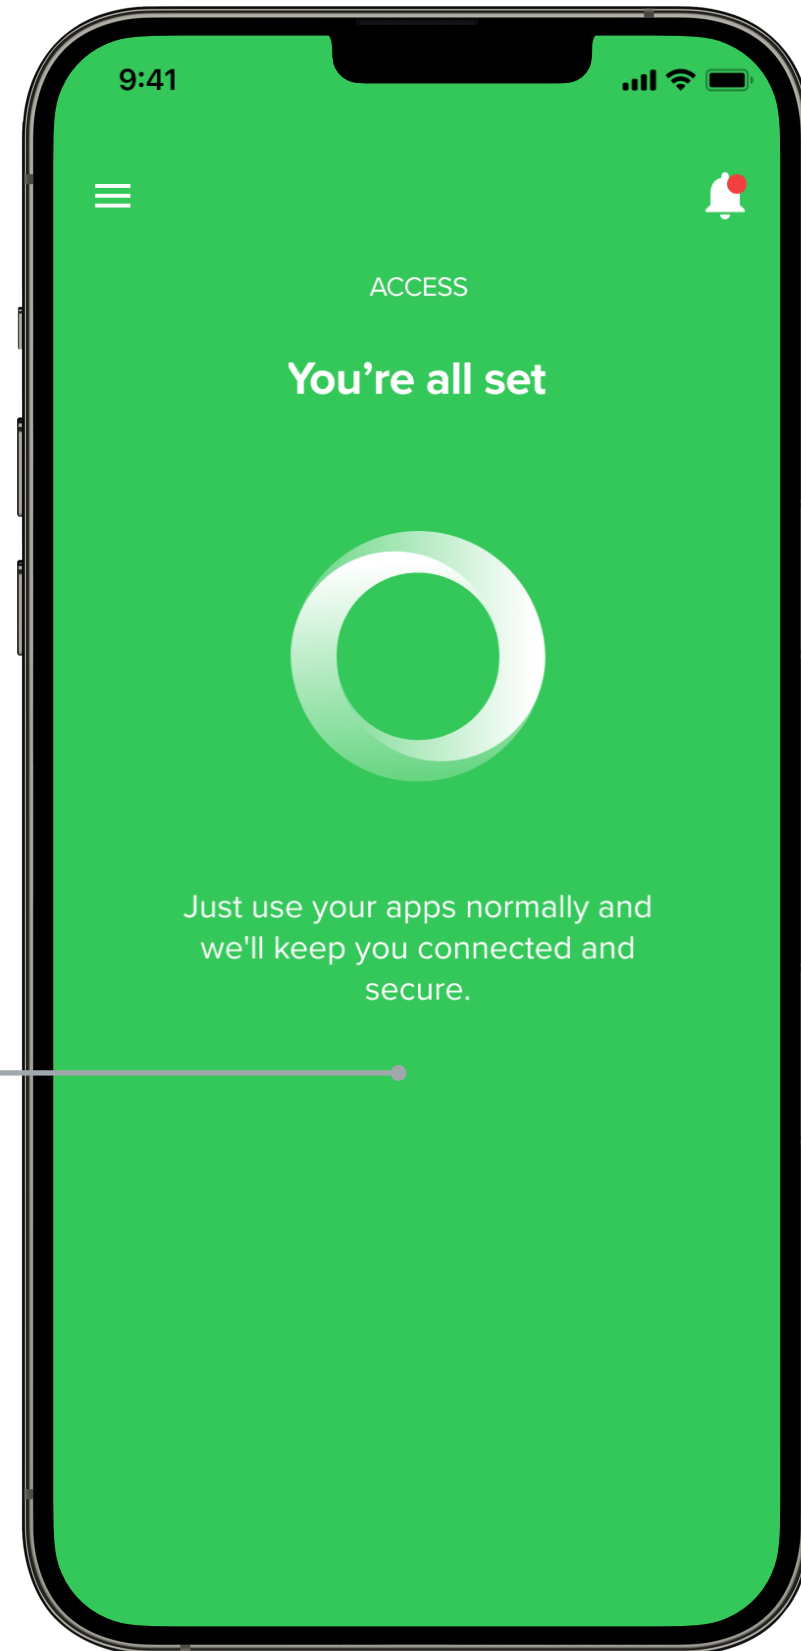 9:41
ACCESS
You’re all set
Just use your apps normally and
we'll keep you connected and
secure.